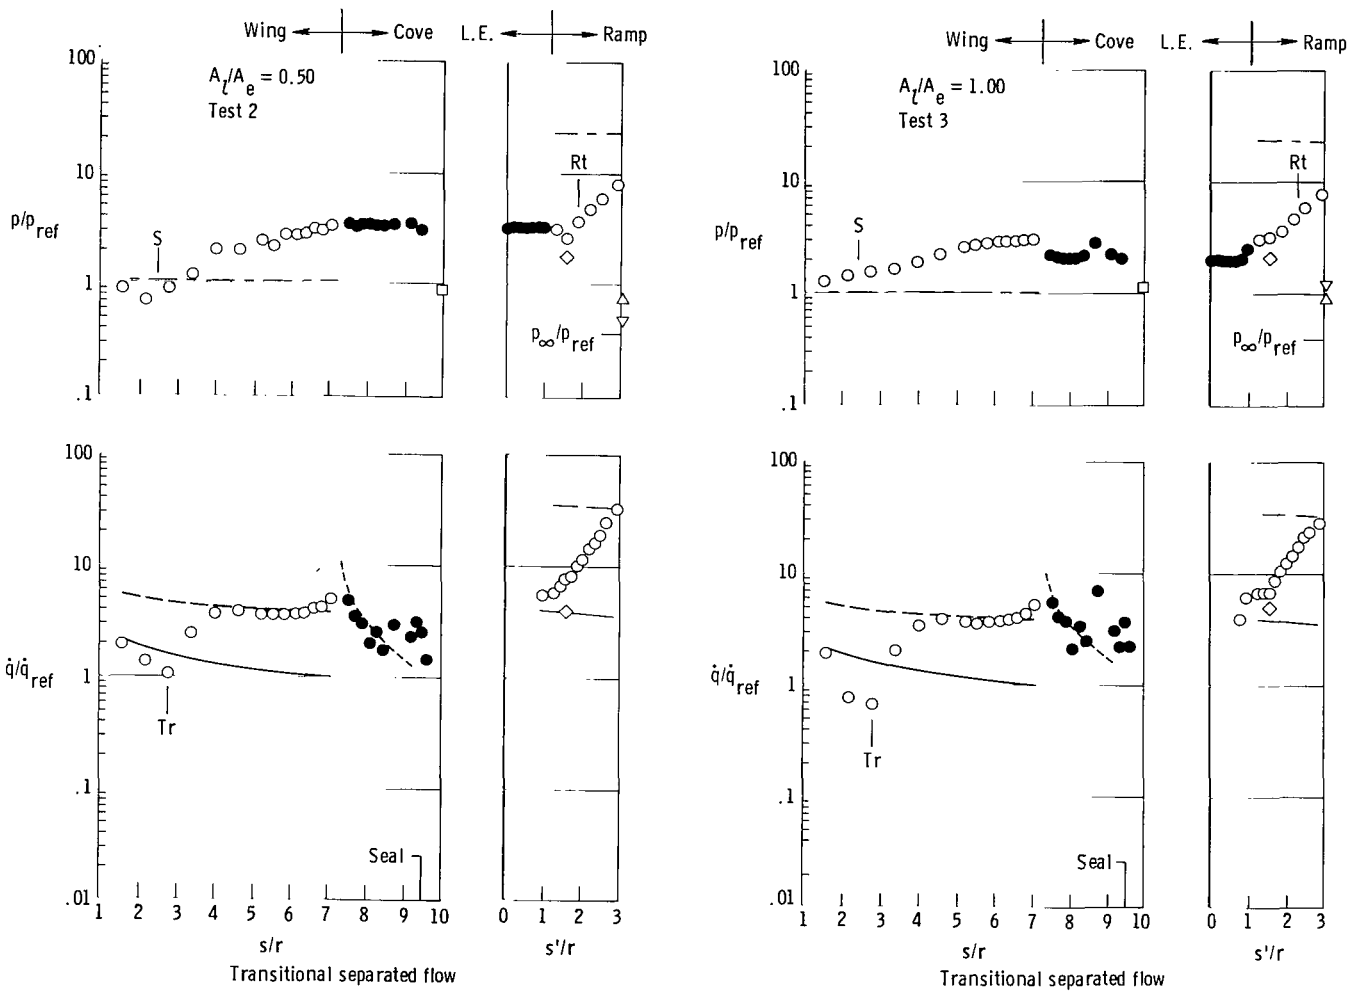 Wing Cove L.E. Ramp
A_l/A_e = 0.50
Test 2
100
10
1
.1
p/p_ref
S
Rt
p_∞/p_ref
100
10
1
.1
.01
q̇/q̇_ref
Tr
Seal
1 2 3 4 5 6 7 8 9 10
s/r
0 1 2 3
s'/r
Transitional separated flow
Wing Cove L.E. Ramp
A_l/A_e = 1.00
Test 3
100
10
1
.1
p/p_ref
S
Rt
p_∞/p_ref
100
10
1
.1
.01
q̇/q̇_ref
Tr
Seal
1 2 3 4 5 6 7 8 9 10
s/r
0 1 2 3
s'/r
Transitional separated flow